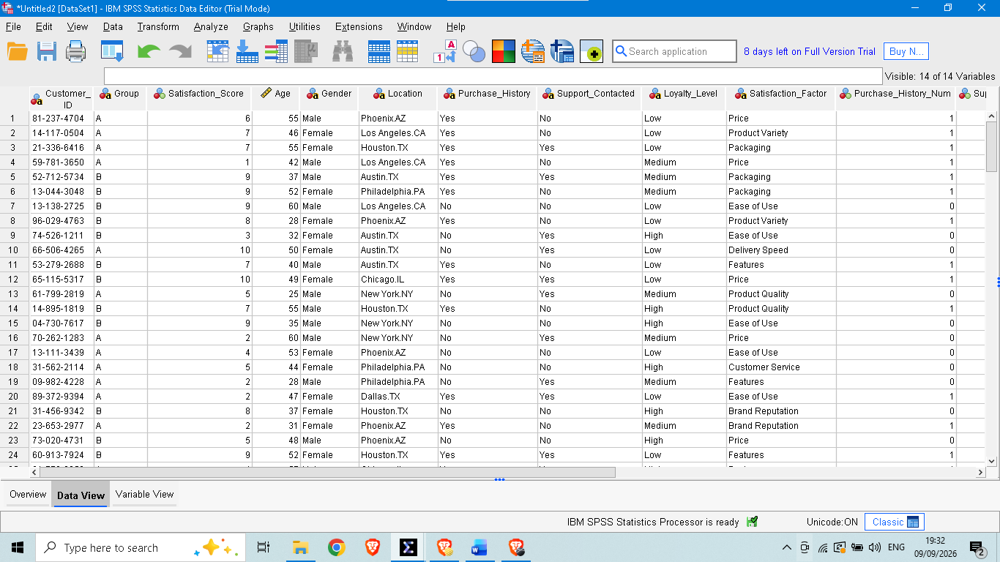 *Untitled2 [DataSet1] - IBM SPSS Statistics Data Editor (Trial Mode)
File Edit View Data Transform Analyze Graphs Utilities Extensions Window Help
Search application 8 days left on Full Version Trial Buy N...
Visible: 14 of 14 Variables
Customer_ID Group Satisfaction_Score Age Gender Location Purchase_History Support_Contacted Loyalty_Level Satisfaction_Factor Purchase_History_Num Sup
1 81-237-4704 A 6 55 Male Phoenix.AZ Yes No Low Price 1
2 14-117-0504 A 7 46 Female Los Angeles.CA Yes No Low Product Variety 1
3 21-336-6416 A 7 55 Female Houston.TX Yes Yes Low Packaging 1
4 59-781-3650 A 1 42 Male Los Angeles.CA Yes No Medium Price 1
5 52-712-5734 B 9 37 Male Austin.TX Yes Yes Medium Packaging 1
6 13-044-3048 B 9 52 Female Philadelphia.PA Yes No Medium Packaging 1
7 13-138-2725 B 9 60 Male Los Angeles.CA No No Low Ease of Use 0
8 96-029-4763 B 8 28 Female Phoenix.AZ Yes No Low Product Variety 1
9 74-526-1211 B 3 32 Female Austin.TX No Yes High Ease of Use 0
10 66-506-4265 A 10 50 Female Austin.TX No Yes Low Delivery Speed 0
11 53-279-2688 B 7 40 Male Austin.TX Yes No Low Features 1
12 65-115-5317 B 10 49 Female Chicago.IL Yes Yes Low Price 1
13 61-799-2819 A 5 25 Male New York.NY No Yes Medium Product Quality 0
14 14-895-1819 B 7 55 Male Houston.TX Yes No High Product Quality 1
15 04-730-7617 B 9 35 Male New York.NY No No High Ease of Use 0
16 70-262-1283 A 2 60 Male New York.NY No Yes Medium Price 0
17 13-111-3439 A 4 53 Female Phoenix.AZ No No Low Ease of Use 0
18 31-562-2114 A 5 44 Female Philadelphia.PA No No High Customer Service 0
19 09-982-4228 A 2 28 Male Philadelphia.PA No Yes Medium Features 0
20 89-372-9394 A 2 47 Female Dallas.TX Yes Yes Low Ease of Use 1
21 31-456-9342 B 8 37 Female Houston.TX No No High Brand Reputation 0
22 23-653-2977 A 2 31 Female Phoenix.AZ Yes No Medium Brand Reputation 1
23 73-020-4731 B 5 48 Male Phoenix.AZ No No High Price 0
24 60-913-7924 B 9 52 Female Houston.TX Yes Yes Low Features 1
Overview Data View Variable View
IBM SPSS Statistics Processor is ready Unicode:ON Classic
Type here to search ENG 19:32
09/09/2026 2